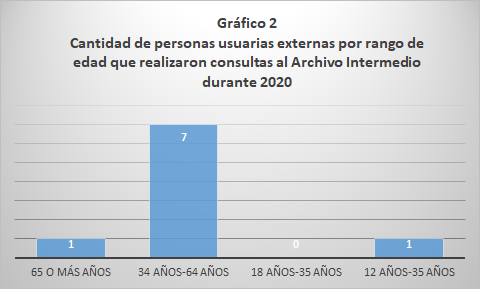 Gráfico 2
Cantidad de personas usuarias externas por rango de
edad que realizaron consultas al Archivo Intermedio
durante 2020
1
7
0
1
65 O MÁS AÑOS
34 AÑOS-64 AÑOS
18 AÑOS-35 AÑOS
12 AÑOS-35 AÑOS